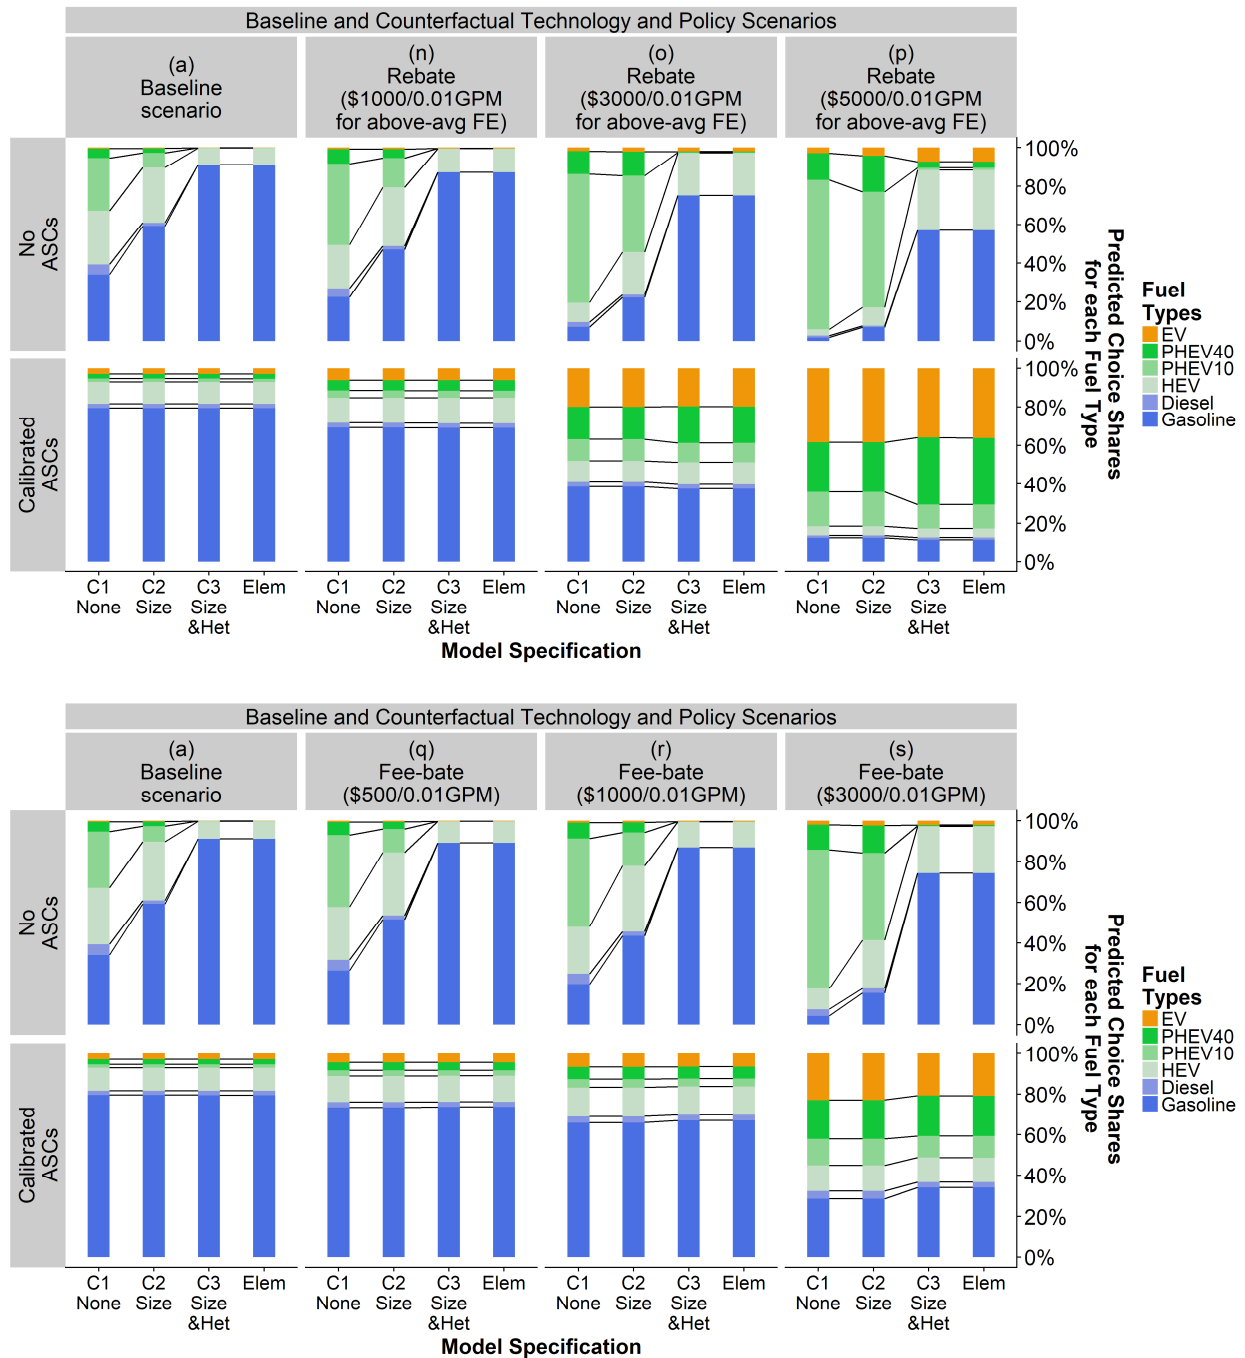 Baseline and Counterfactual Technology and Policy Scenarios
(a)
Baseline
scenario
(n)
Rebate
($1000/0.01GPM
for above-avg FE)
(o)
Rebate
($3000/0.01GPM
for above-avg FE)
(p)
Rebate
($5000/0.01GPM
for above-avg FE)
No
ASCs
Calibrated
ASCs
100%
80%
60%
40%
20%
0%
100%
80%
60%
40%
20%
0%
Predicted Choice Shares
for each Fuel Type
Fuel
Types
EV
PHEV40
PHEV10
HEV
Diesel
Gasoline
C1 C2 C3 Elem
None Size Size
&Het
C1 C2 C3 Elem
None Size Size
&Het
C1 C2 C3 Elem
None Size Size
&Het
C1 C2 C3 Elem
None Size Size
&Het
Model Specification
Baseline and Counterfactual Technology and Policy Scenarios
(a)
Baseline
scenario
(q)
Fee-bate
($500/0.01GPM)
(r)
Fee-bate
($1000/0.01GPM)
(s)
Fee-bate
($3000/0.01GPM)
No
ASCs
Calibrated
ASCs
100%
80%
60%
40%
20%
0%
100%
80%
60%
40%
20%
0%
Predicted Choice Shares
for each Fuel Type
Fuel
Types
EV
PHEV40
PHEV10
HEV
Diesel
Gasoline
C1 C2 C3 Elem
None Size Size
&Het
C1 C2 C3 Elem
None Size Size
&Het
C1 C2 C3 Elem
None Size Size
&Het
C1 C2 C3 Elem
None Size Size
&Het
Model Specification